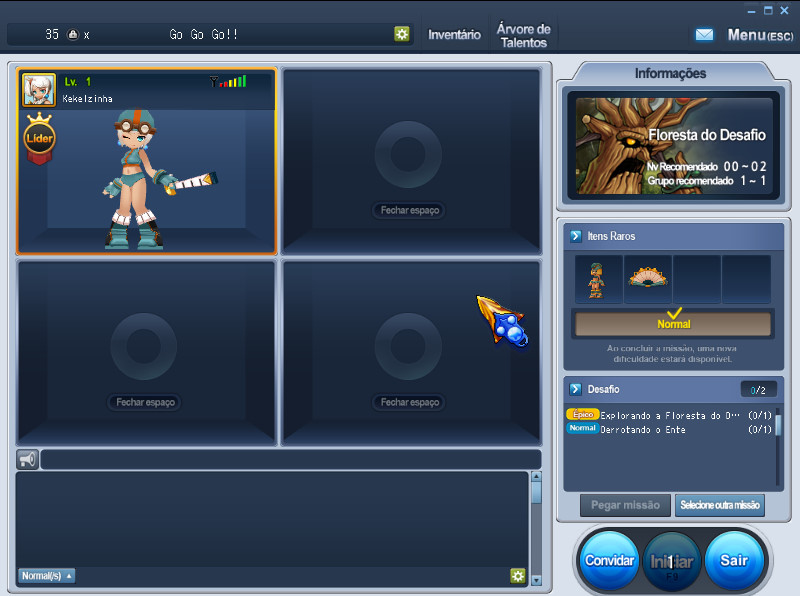 35 x
Go Go Go!!
Inventário
Árvore de
Talentos
Menu(ESC)
Lv. 1
Kekelzinha
Líder
Fechar espaço
Fechar espaço
Fechar espaço
Informações
Floresta do Desafio
Nv Recomendado 00 ~ 02
Grupo recomendado 1 ~ 1
Itens Raros
Normal
Ao concluir a missão, uma nova
dificuldade estará disponível.
Desafio
0/2
Épico Explorando a Floresta do D... (0/1)
Normal Derrotando o Ente (0/1)
Pegar missão
Selecione outra missão
Normal(/s)
Convidar
Iniciar
1
F9
Sair